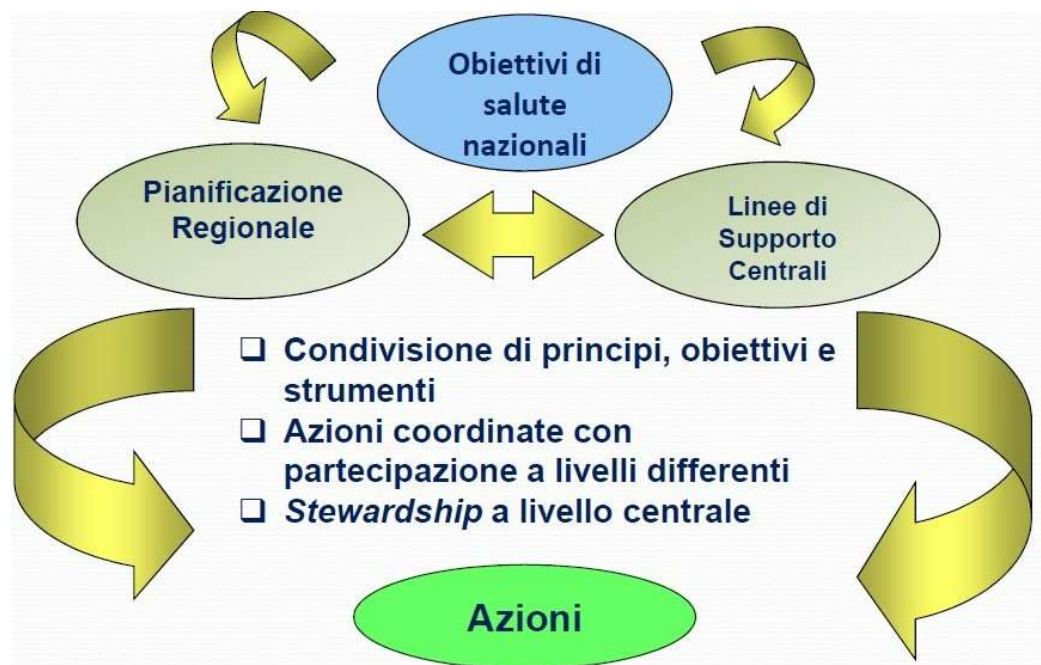 Obiettivi di
salute
nazionali
Pianificazione
Regionale
Linee di
Supporto
Centrali
❑ Condivisione di principi, obiettivi e
strumenti
❑ Azioni coordinate con
partecipazione a livelli differenti
❑ Stewardship a livello centrale
Azioni